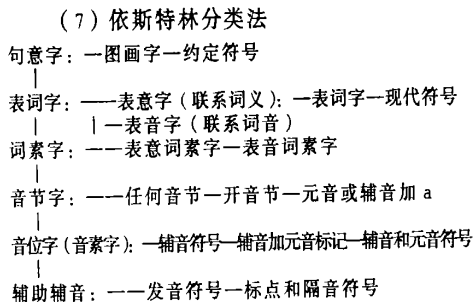 （7）依斯特林分类法
句意字：—图画字—约定符号
表词字：——表意字（联系词义）：—表词字—现代符号
—表音字（联系词音）
词素字：——表意词素字—表音词素字
音节字：——任何音节—开音节—元音或辅音加 a
音位字（音素字）：—辅音符号—辅音加元音标记—辅音和元音符号
辅助辅音：——发音符号—标点和隔音符号